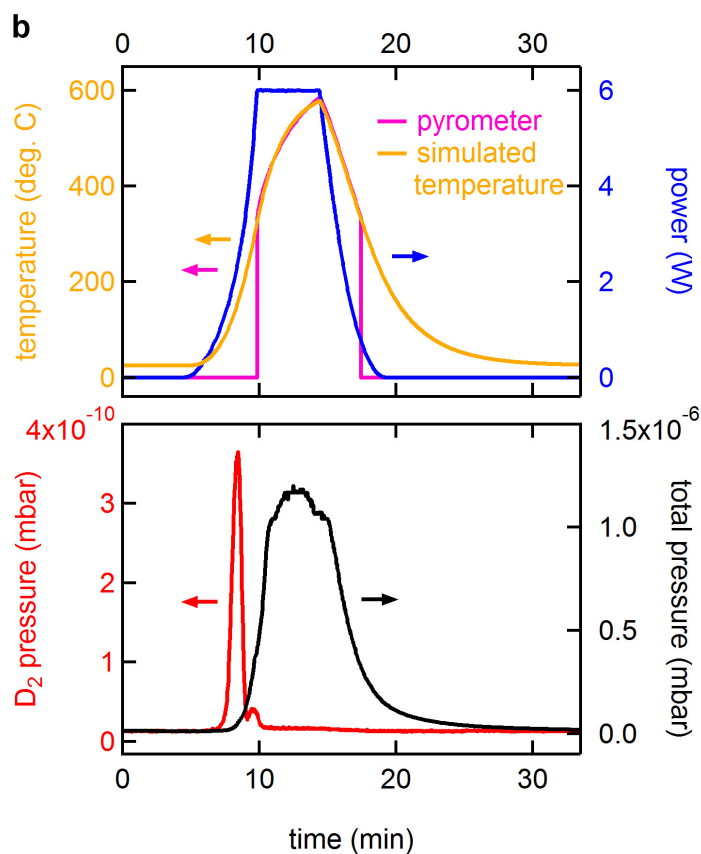 b
0 10 20 30
600
400
200
0
temperature (deg. C)
pyrometer
simulated
temperature
6
4
2
0
power (W)
4x10⁻¹⁰
3
2
1
0
D₂ pressure (mbar)
1.5x10⁻⁶
1.0
0.5
0.0
total pressure (mbar)
0 10 20 30
time (min)